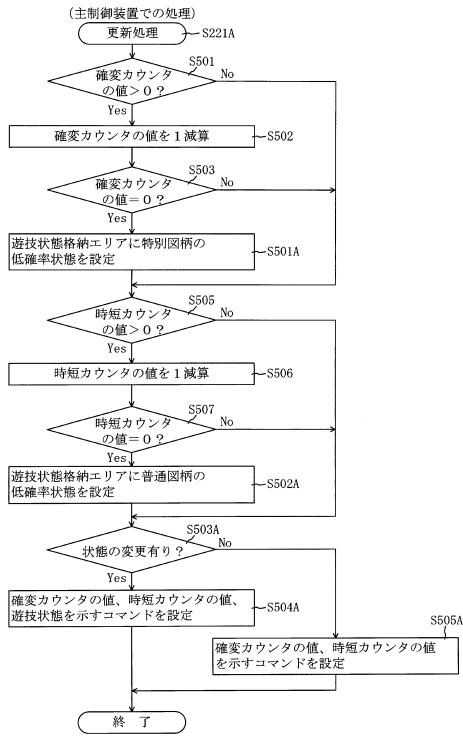 (主制御装置での処理)
更新処理
S221A
S501
確変カウンタ
の値>0?
No
Yes
確変カウンタの値を1減算
S502
S503
確変カウンタ
の値=0?
No
Yes
遊技状態格納エリアに特別図柄の
低確率状態を設定
S501A
S505
時短カウンタ
の値>0?
No
Yes
時短カウンタの値を1減算
S506
S507
時短カウンタ
の値=0?
No
Yes
遊技状態格納エリアに普通図柄の
低確率状態を設定
S502A
S503A
状態の変更有り?
No
Yes
確変カウンタの値、時短カウンタの値、
遊技状態を示すコマンドを設定
S504A
S505A
確変カウンタの値、時短カウンタの値
を示すコマンドを設定
終 了